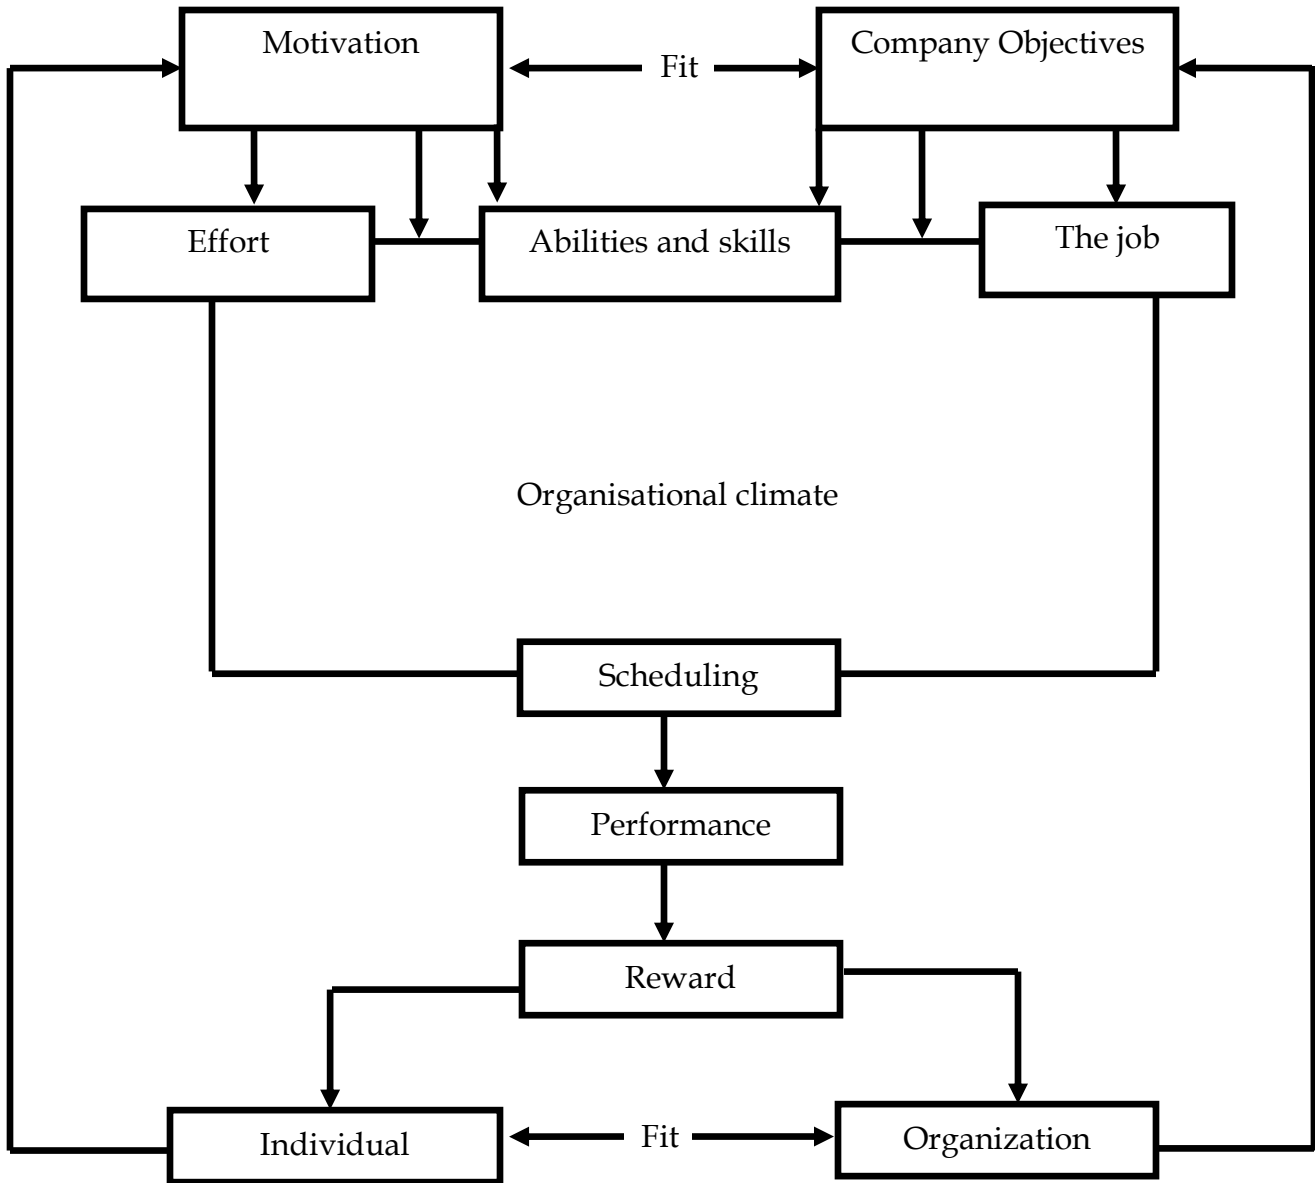 Motivation
Company Objectives
Fit
Effort
Abilities and skills
The job
Organisational climate
Scheduling
Performance
Reward
Individual
Fit
Organization